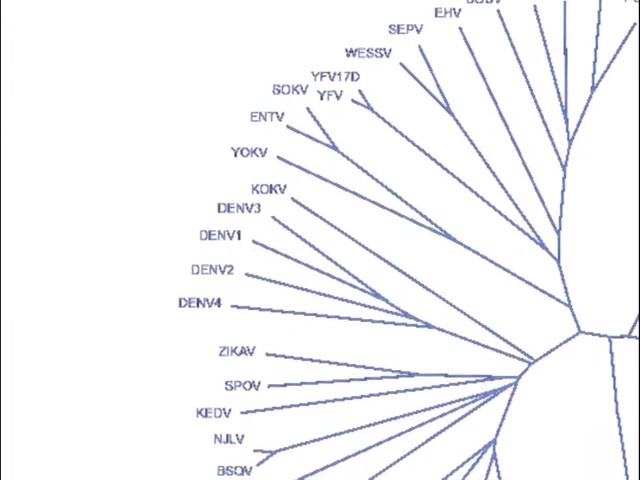 EHV
SEPV
WESSV
YFV17D
SOKV
YFV
ENTV
YOKV
KOKV
DENV3
DENV1
DENV2
DENV4
ZIKAV
SPOV
KEDV
NJLV
BSQV